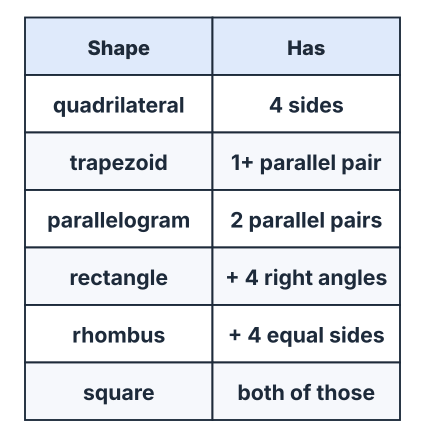 Shape Has
quadrilateral 4 sides
trapezoid 1+ parallel pair
parallelogram 2 parallel pairs
rectangle + 4 right angles
rhombus + 4 equal sides
square both of those